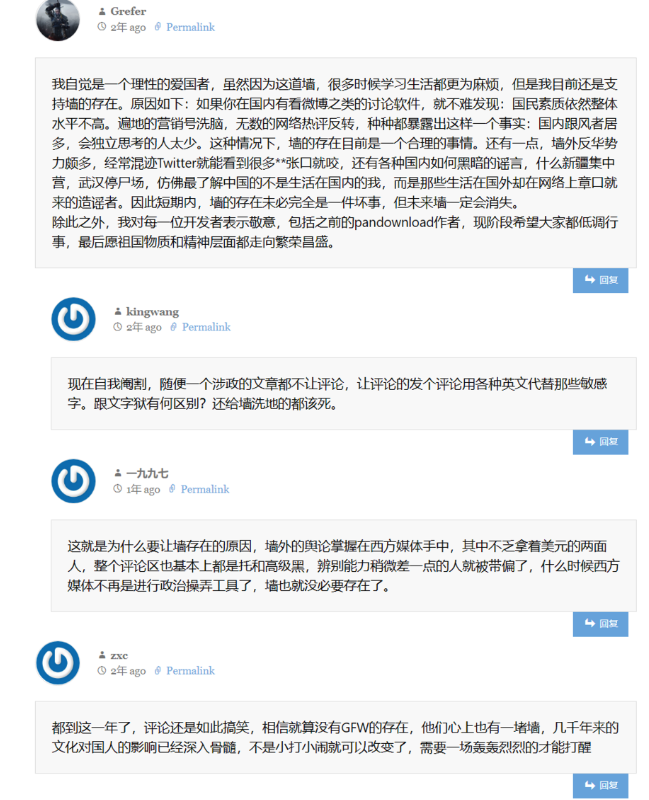 Grefer
2年 ago Permalink
我自觉是一个理性的爱国者，虽然因为这道墙，很多时候学习生活都更为麻烦，但是我目前还是支
持墙的存在。原因如下：如果你在国内有看微博之类的讨论软件，就不难发现：国民素质依然整体
水平不高。遍地的营销号洗脑，无数的网络热评反转，种种都暴露出这样一个事实：国内跟风者居
多，会独立思考的人太少。这种情况下，墙的存在目前是一个合理的事情。还有一点，墙外反华势
力颇多，经常混迹Twitter就能看到很多**张口就咬，还有各种国内如何黑暗的谣言，什么新疆集中
营，武汉停尸场，仿佛最了解中国的不是生活在国内的我，而是那些生活在国外却在网络上章口就
来的造谣者。因此短期内，墙的存在未必完全是一件坏事，但未来墙一定会消失。
除此之外，我对每一位开发者表示敬意，包括之前的pandownload作者，现阶段希望大家都低调行
事，最后愿祖国物质和精神层面都走向繁荣昌盛。
回复
kingwang
2年 ago Permalink
现在自我阉割，随便一个涉政的文章都不让评论，让评论的发个评论用各种英文代替那些敏感
字。跟文字狱有何区别？还给墙洗地的都该死。
回复
一九九七
1年 ago Permalink
这就是为什么要让墙存在的原因，墙外的舆论掌握在西方媒体手中，其中不乏拿着美元的两面
人，整个评论区也基本上都是托和高级黑，辨别能力稍微差一点的人就被带偏了，什么时候西方
媒体不再是进行政治操弄工具了，墙也就没必要存在了。
回复
zxc
2年 ago Permalink
都到这一年了，评论还是如此搞笑，相信就算没有GFW的存在，他们心上也有一堵墙，几千年来的
文化对国人的影响已经深入骨髓，不是小打小闹就可以改变了，需要一场轰轰烈烈的才能打醒
回复